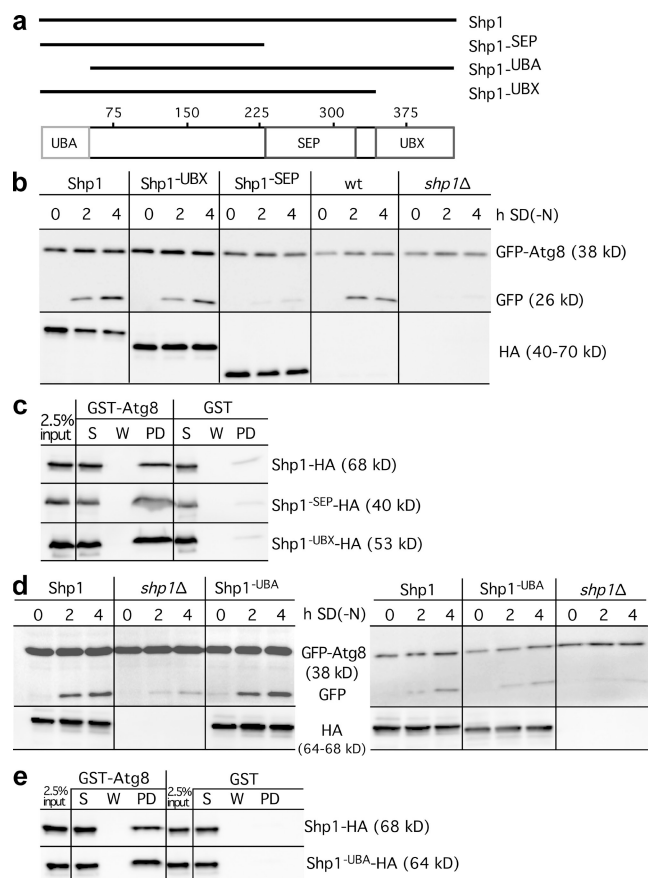 a
Shp1
Shp1-SEP
Shp1-UBA
Shp1-UBX
75 150 225 300 375
UBA SEP UBX
b
Shp1 Shp1-UBX Shp1-SEP wt shp1Δ
0 2 4 0 2 4 0 2 4 0 2 4 0 2 4 h SD(-N)
GFP-Atg8 (38 kD)
GFP (26 kD)
HA (40-70 kD)
c
2.5% input GST-Atg8 GST
S W PD S W PD
Shp1-HA (68 kD)
Shp1-SEP-HA (40 kD)
Shp1-UBX-HA (53 kD)
d
Shp1 shp1Δ Shp1-UBA Shp1 Shp1-UBA shp1Δ
0 2 4 0 2 4 0 2 4 h SD(-N) 0 2 4 0 2 4 0 2 4
GFP-Atg8
(38 kD)
GFP
HA
(64-68 kD)
e
2.5% input GST-Atg8 2.5% input GST
S W PD S W PD
Shp1-HA (68 kD)
Shp1-UBA-HA (64 kD)